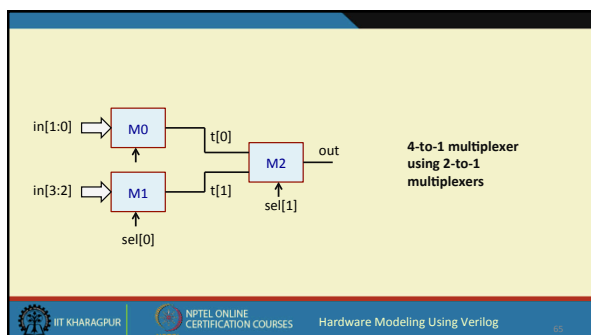 in[1:0]
M0
t[0]
M2
out
in[3:2]
M1
t[1]
sel[1]
sel[0]
4-to-1 multiplexer
using 2-to-1
multiplexers
IIT KHARAGPUR
NPTEL ONLINE
CERTIFICATION COURSES
Hardware Modeling Using Verilog
65